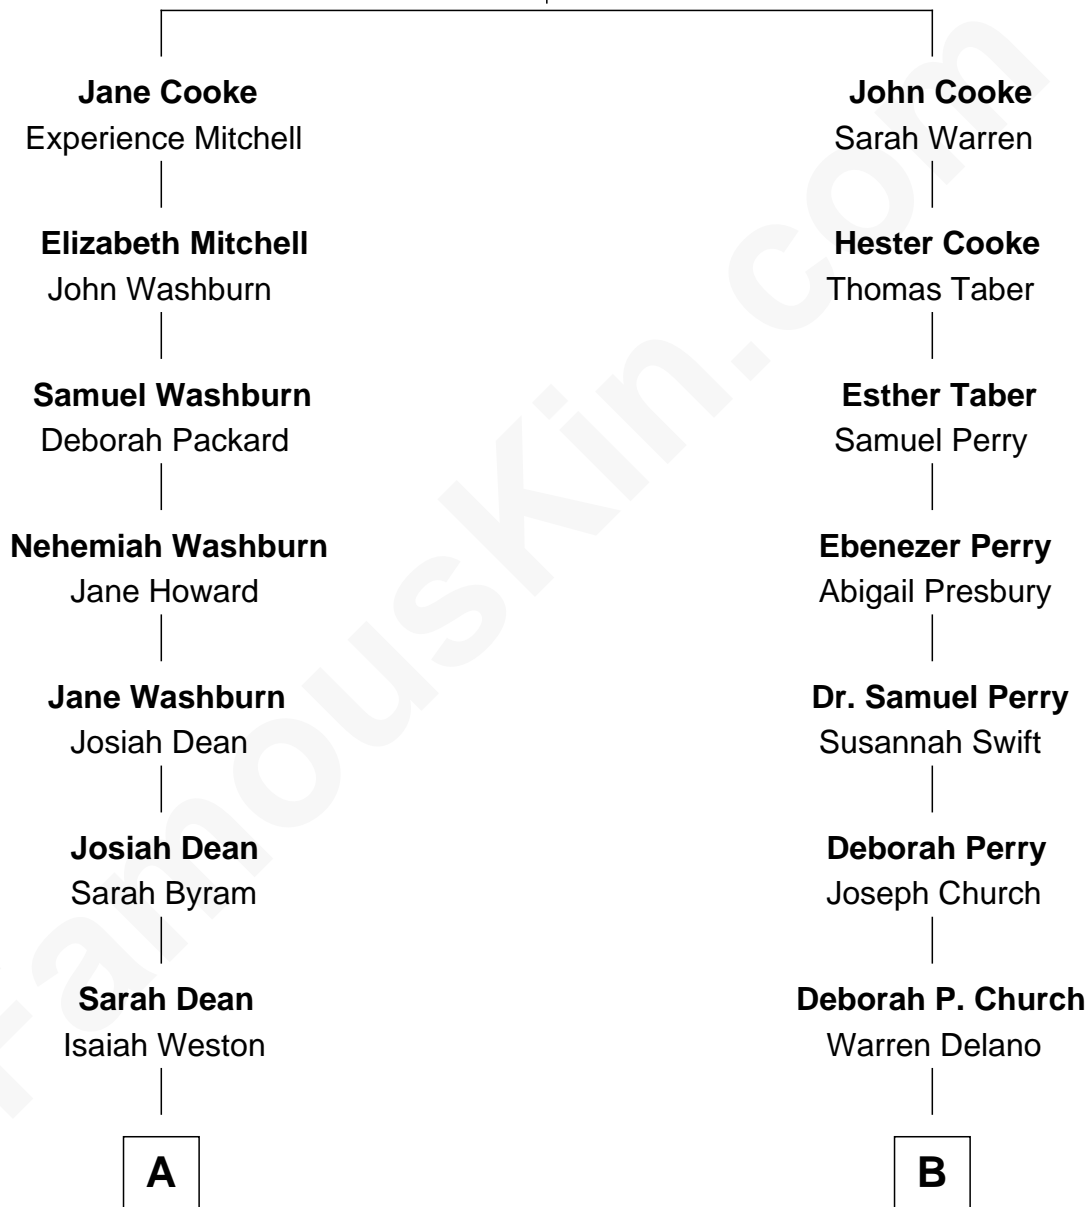 Jane Cooke
Experience Mitchell
Elizabeth Mitchell
John Washburn
Samuel Washburn
Deborah Packard
Nehemiah Washburn
Jane Howard
Jane Washburn
Josiah Dean
Josiah Dean
Sarah Byram
Sarah Dean
Isaiah Weston
A
John Cooke
Sarah Warren
Hester Cooke
Thomas Taber
Esther Taber
Samuel Perry
Ebenezer Perry
Abigail Presbury
Dr. Samuel Perry
Susannah Swift
Deborah Perry
Joseph Church
Deborah P. Church
Warren Delano
B
FamousKin.com